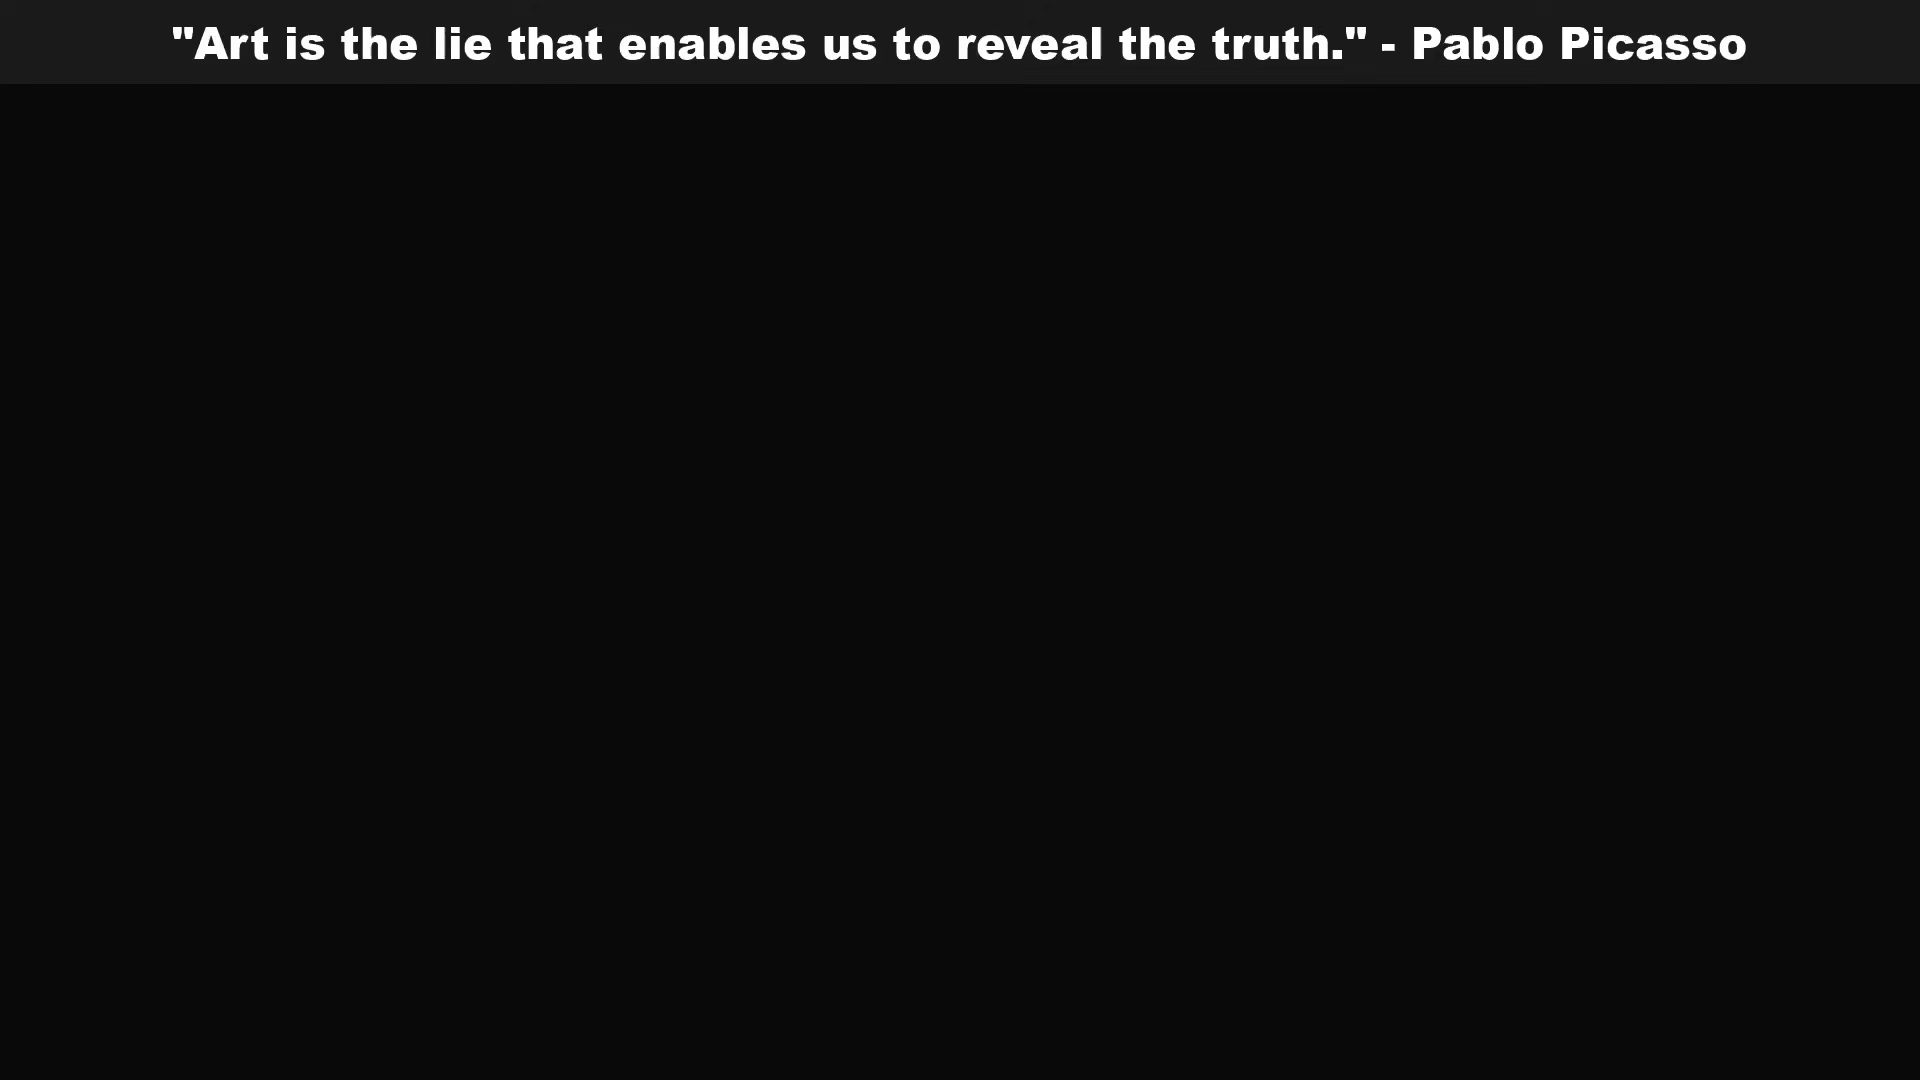 "Art is the lie that enables us to reveal the truth." - Pablo Picasso